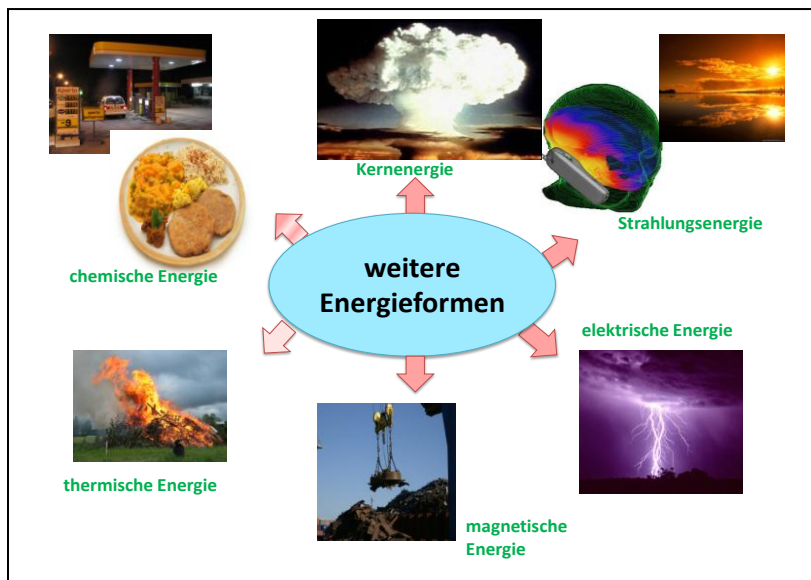 Kernenergie
Strahlungsenergie
chemische Energie
weitere
Energieformen
elektrische Energie
thermische Energie
magnetische
Energie